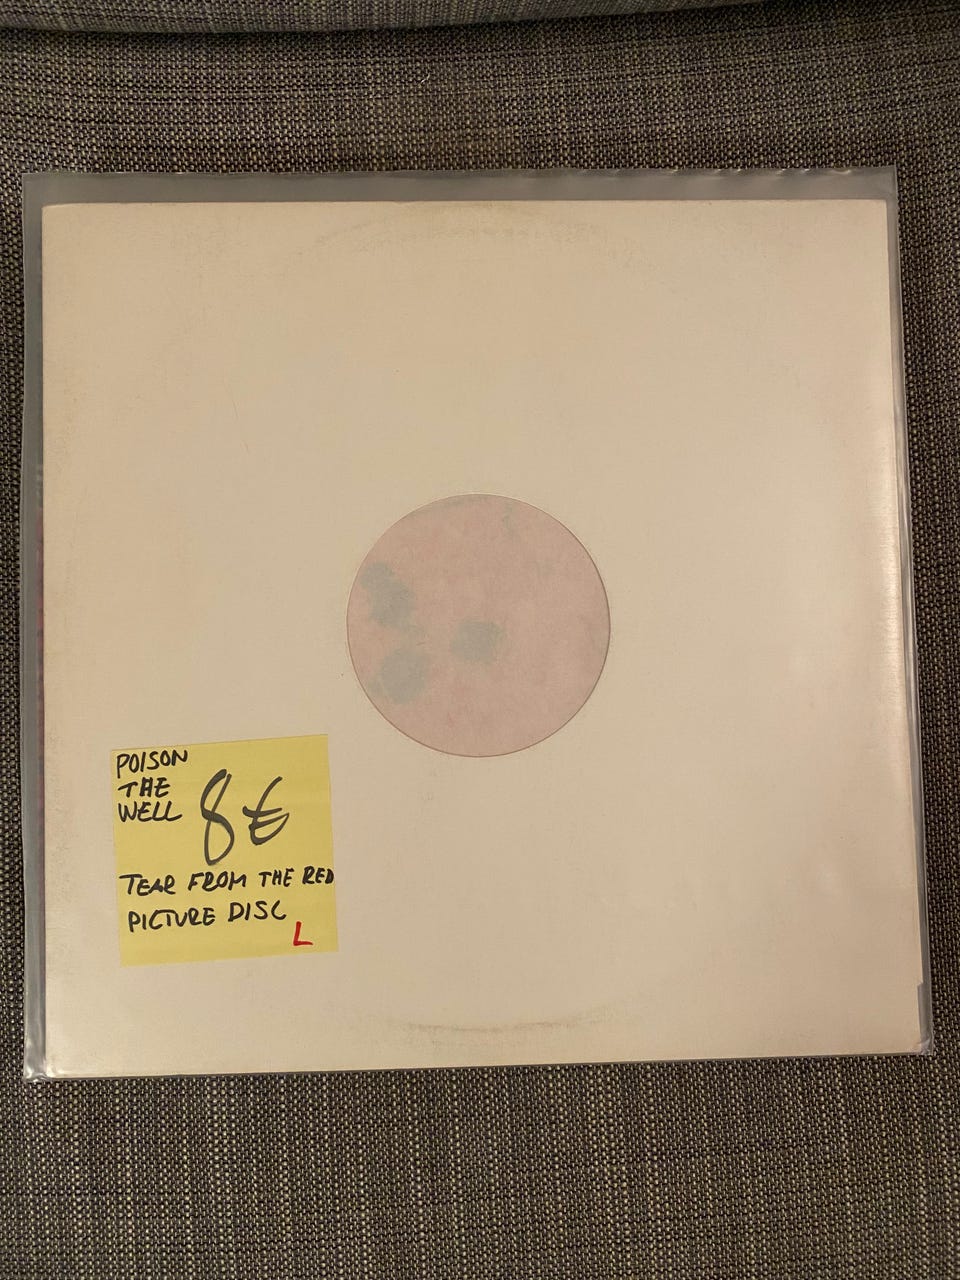 POISON
THE
WELL
8€
TEAR FROM THE RED
PICTURE DISC
L